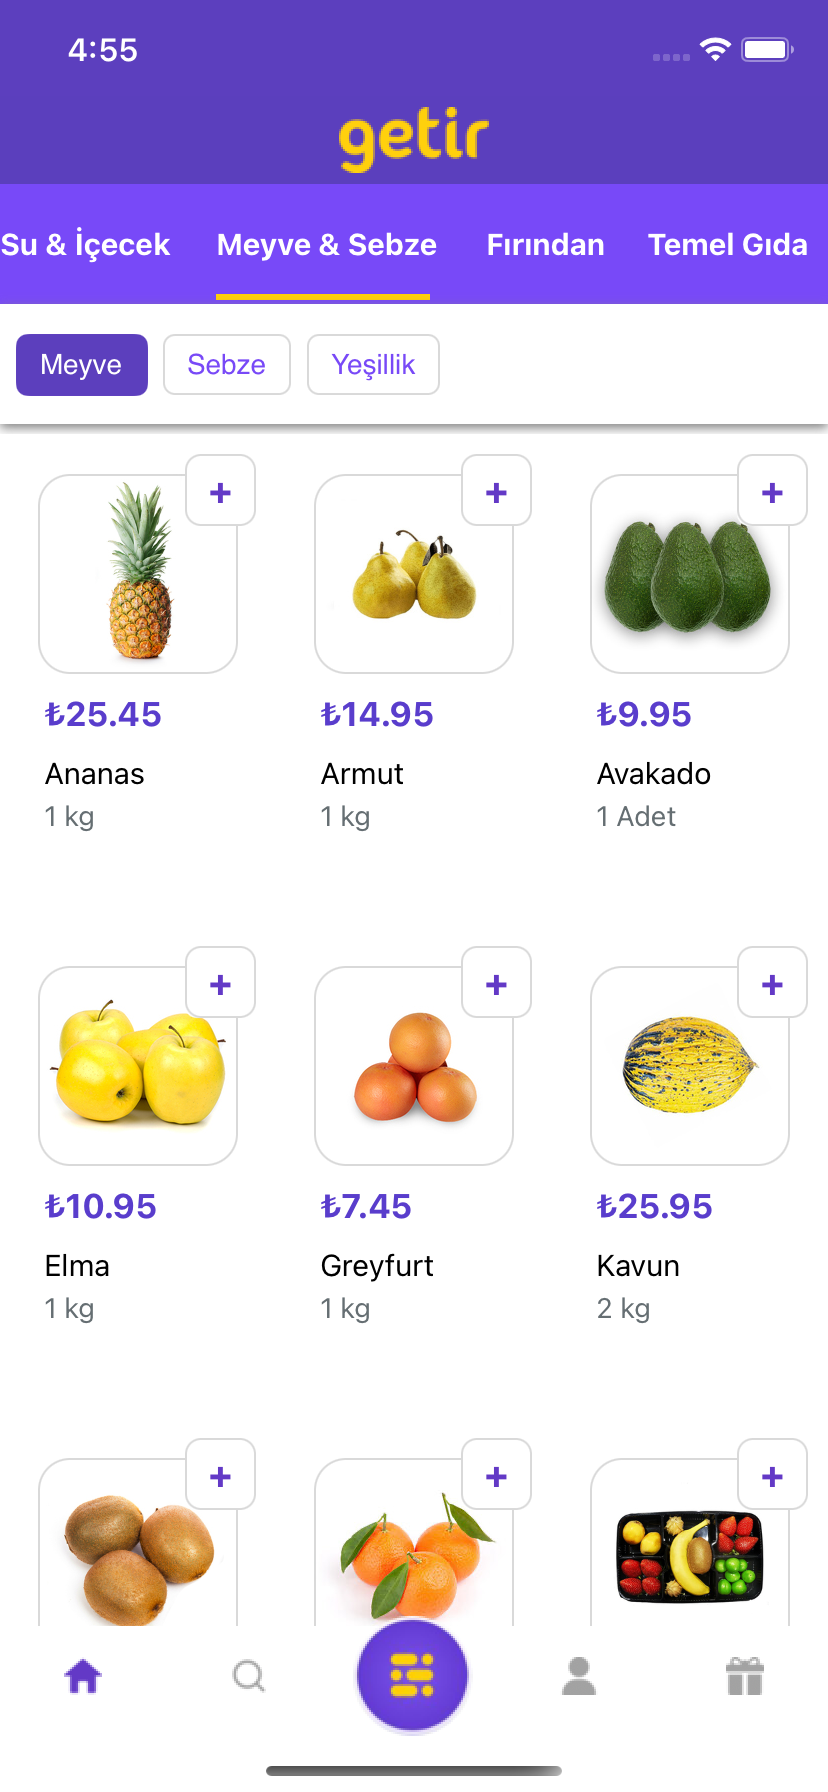 4:55
getir
Su & İçecek Meyve & Sebze Fırından Temel Gıda
Meyve Sebze Yeşillik
+ + +
₺25.45 ₺14.95 ₺9.95
Ananas Armut Avakado
1 kg 1 kg 1 Adet
+ + +
₺10.95 ₺7.45 ₺25.95
Elma Greyfurt Kavun
1 kg 1 kg 2 kg
+ + +